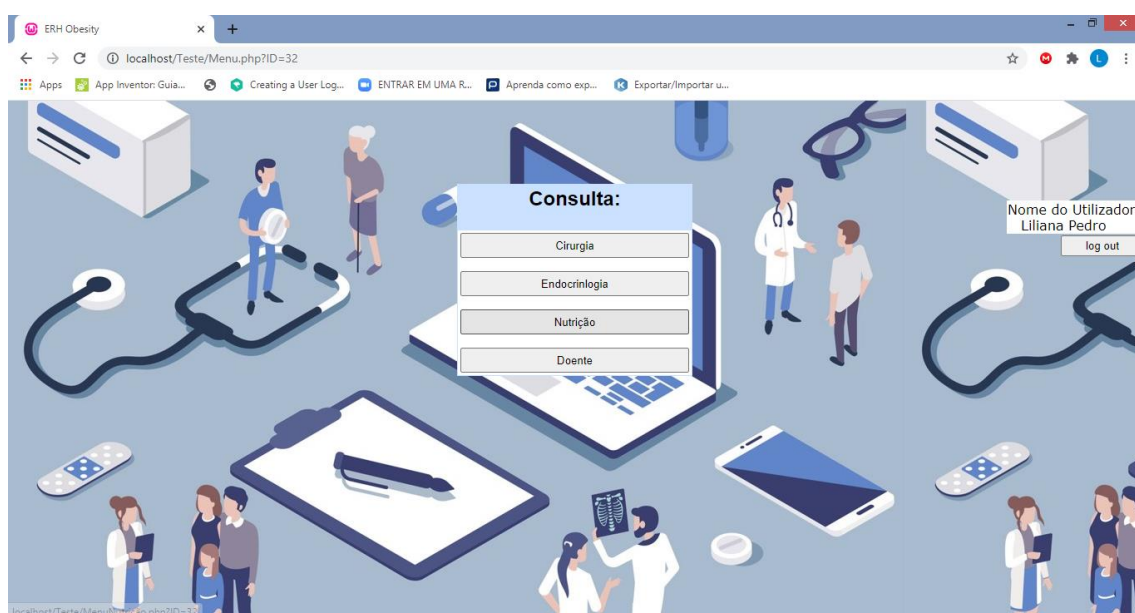 ERH Obesity
localhost/Teste/Menu.php?ID=32
Apps App Inventor: Guia... Creating a User Log... ENTRAR EM UMA R... Aprenda como exp... Exportar/Importar u...
Consulta:
Cirurgia
Endocrinlogia
Nutrição
Doente
Nome do Utilizador
Liliana Pedro
log out